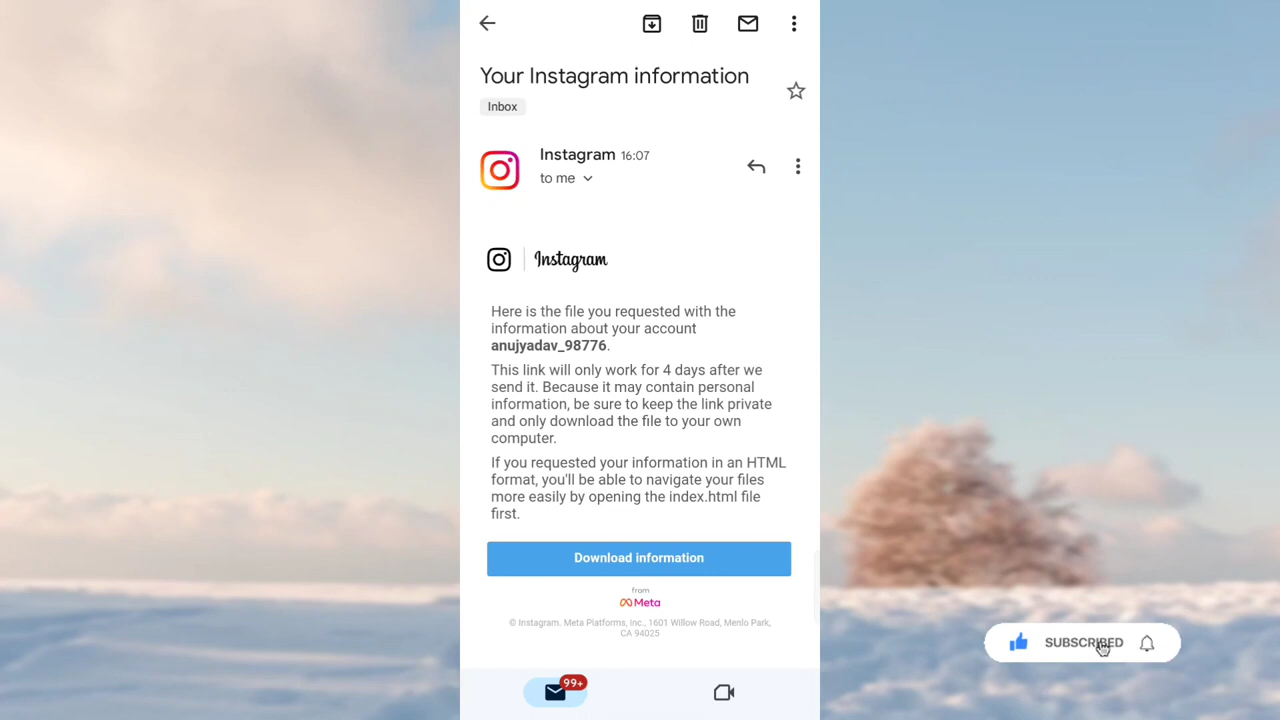 Your Instagram information
Inbox
Instagram 16:07
to me
Instagram
Here is the file you requested with the
information about your account
anujyadav_98776.
This link will only work for 4 days after we
send it. Because it may contain personal
information, be sure to keep the link private
and only download the file to your own
computer.
If you requested your information in an HTML
format, you'll be able to navigate your files
more easily by opening the index.html file
first.
Download information
from
Meta
© Instagram. Meta Platforms, Inc., 1601 Willow Road, Menlo Park,
CA 94025
SUBSCRIBED
99+